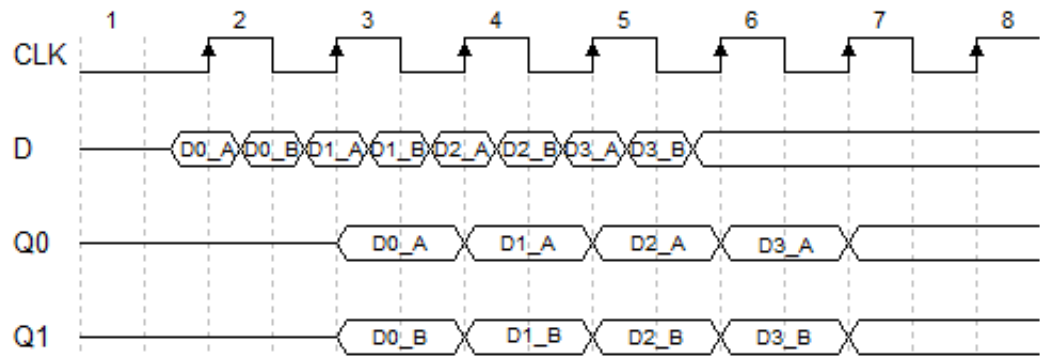 1 2 3 4 5 6 7 8
CLK
D D0_A D0_B D1_A D1_B D2_A D2_B D3_A D3_B
Q0 D0_A D1_A D2_A D3_A
Q1 D0_B D1_B D2_B D3_B